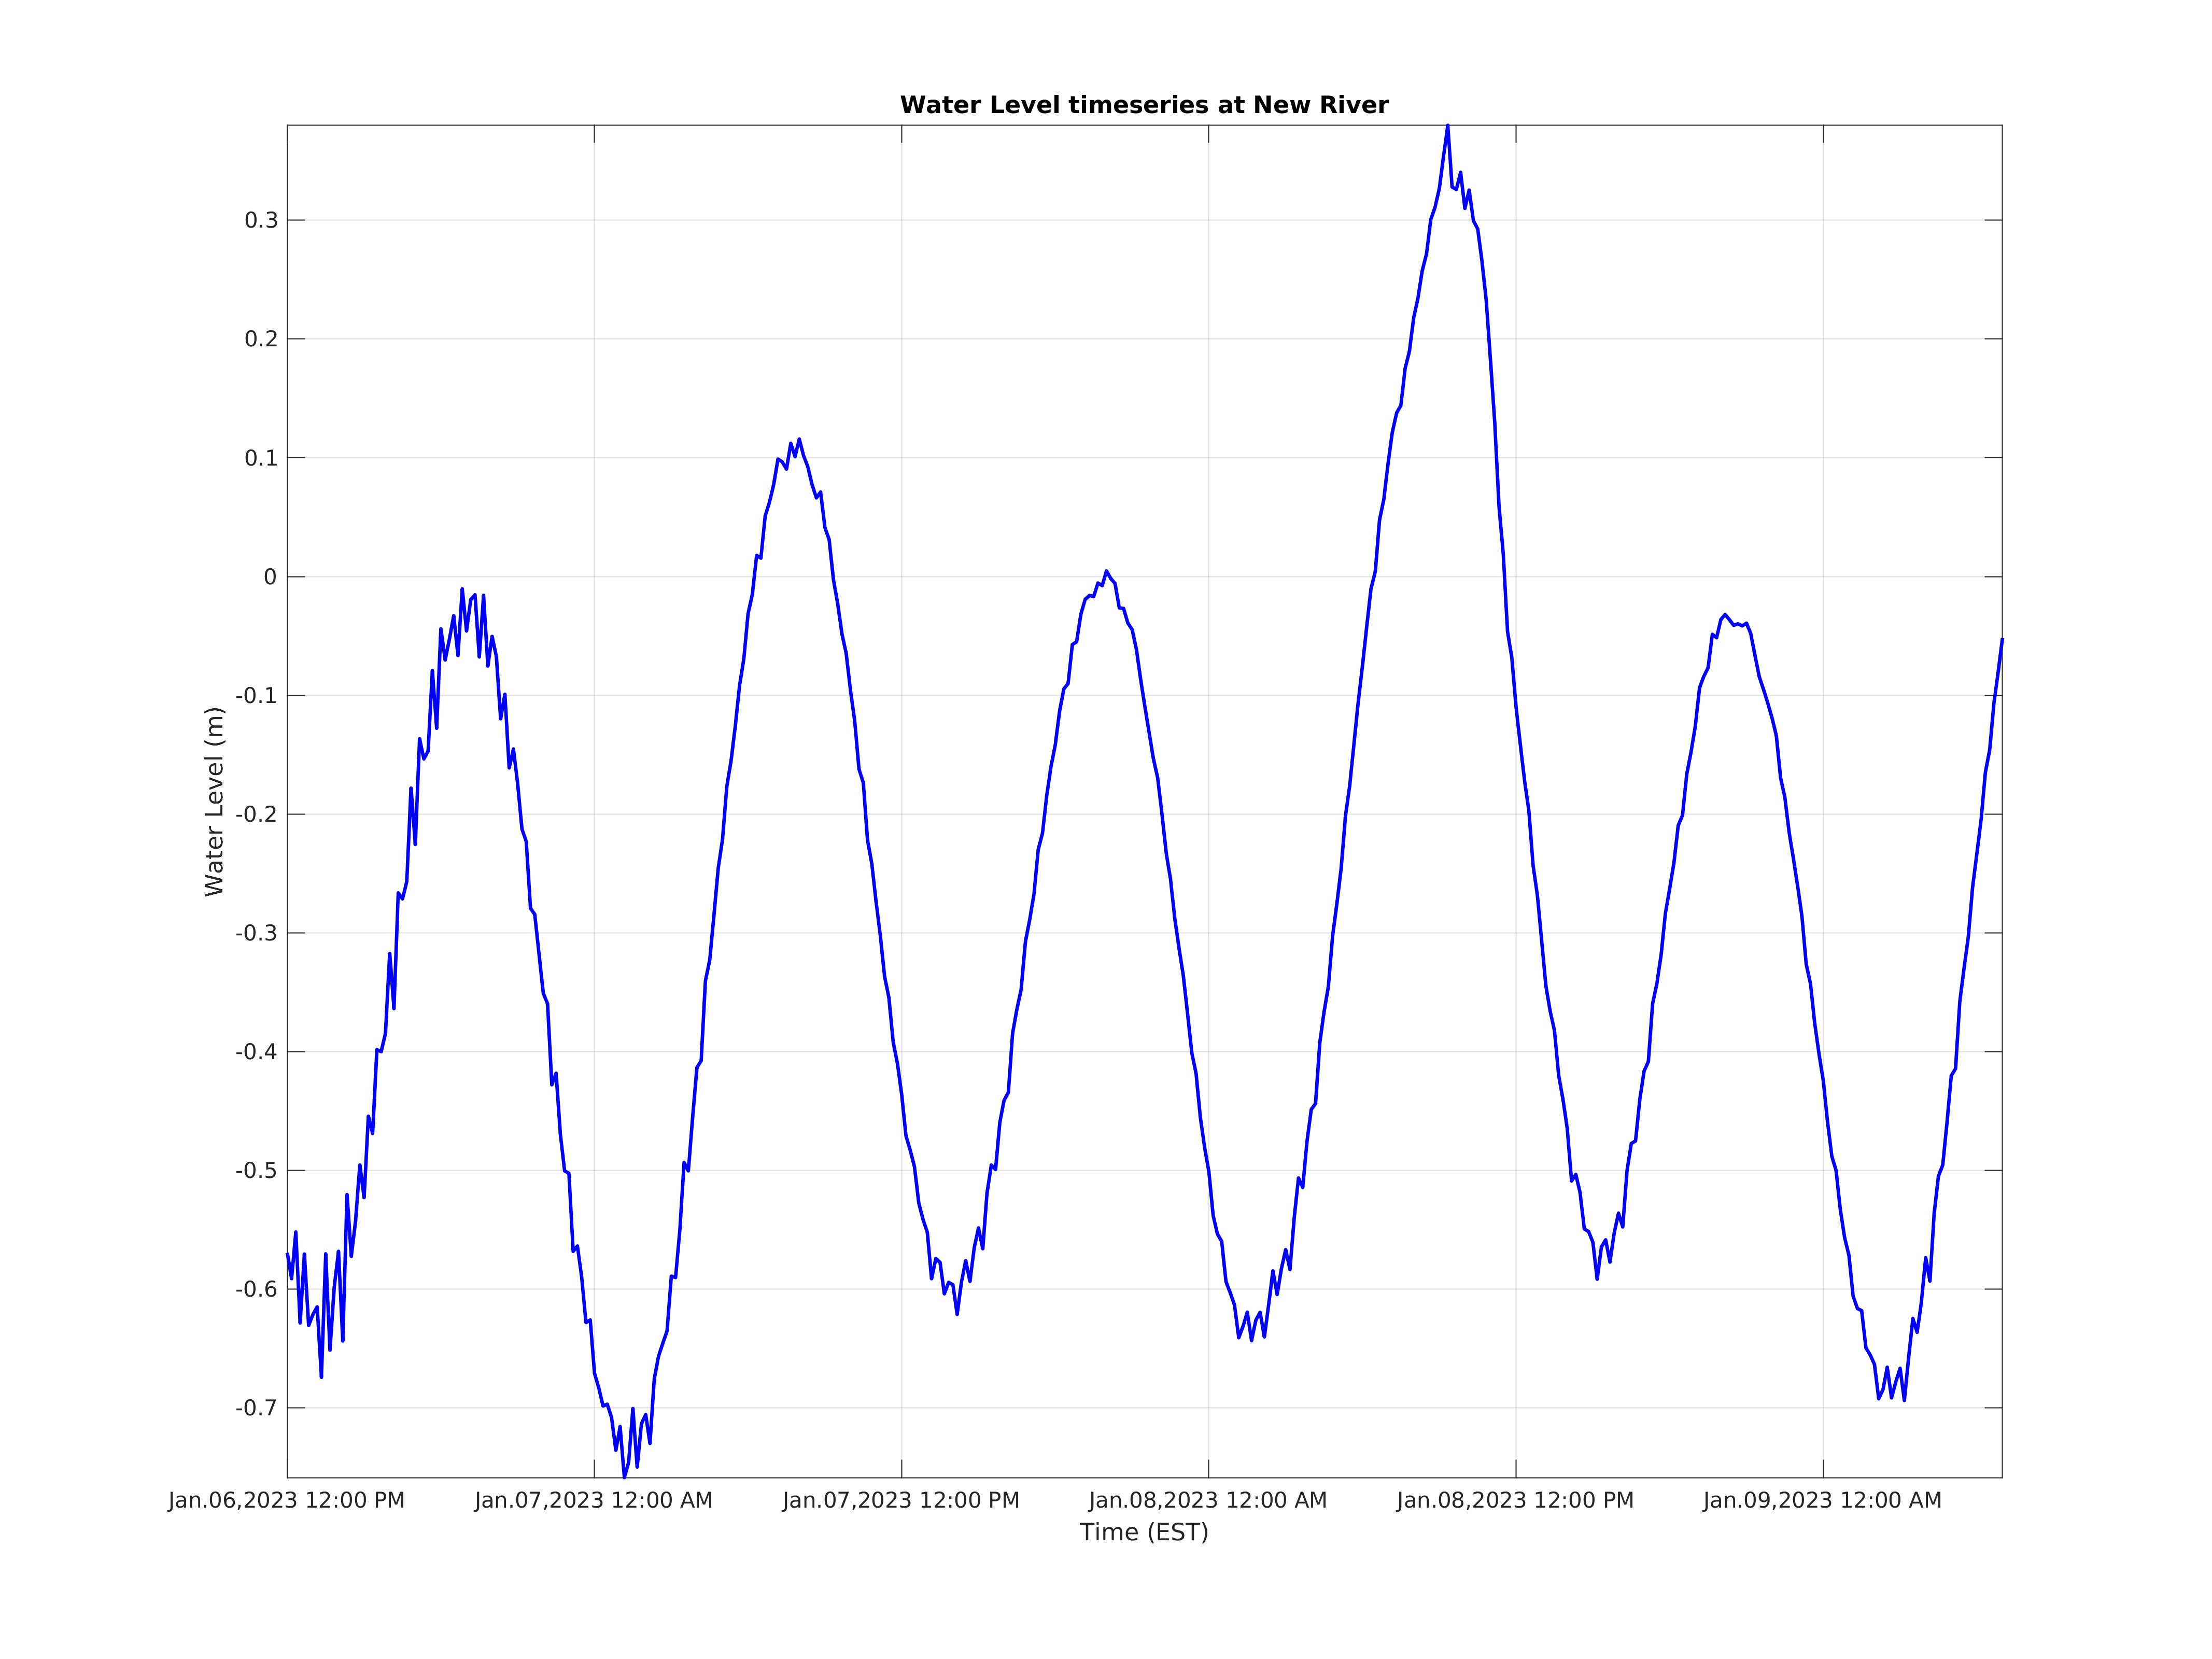 Water Level timeseries at New River
0.3
0.2
0.1
0
-0.1
-0.2
-0.3
-0.4
-0.5
-0.6
-0.7
Water Level (m)
Jan.06,2023 12:00 PM Jan.07,2023 12:00 AM Jan.07,2023 12:00 PM Jan.08,2023 12:00 AM Jan.08,2023 12:00 PM Jan.09,2023 12:00 AM
Time (EST)